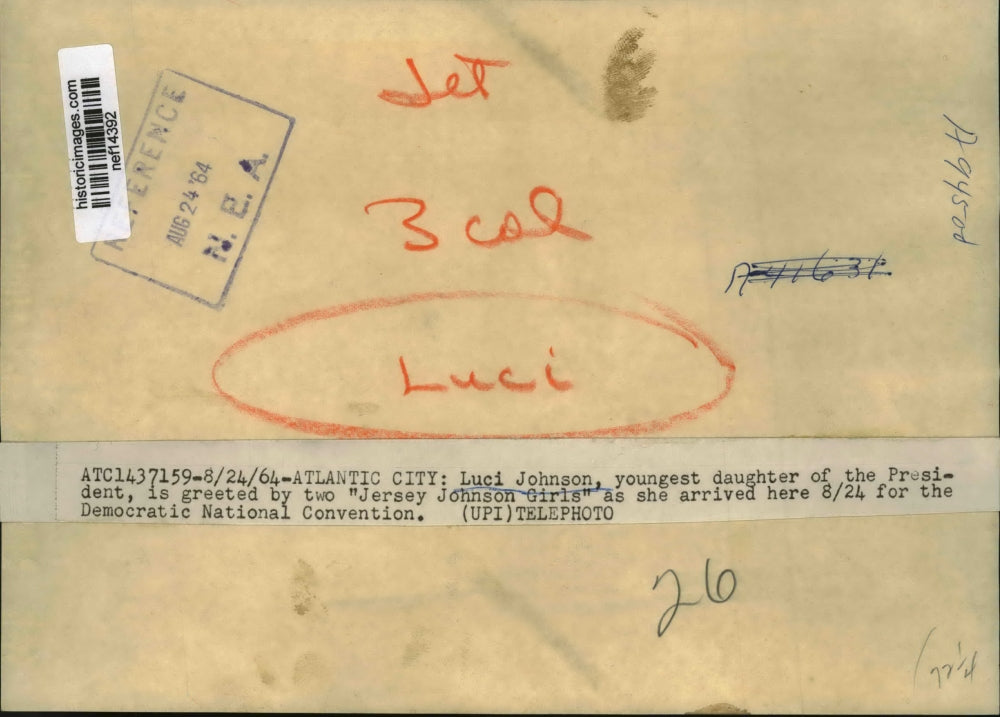 historicimages.com
nef14392
REFERENCE
AUG 24 '64
N. E. A.
Jet
3 col
Luci
ATC1437159-8/24/64-ATLANTIC CITY: Luci Johnson, youngest daughter of the Presi-
dent, is greeted by two "Jersey Johnson Girls" as she arrived here 8/24 for the
Democratic National Convention. (UPI)TELEPHOTO
26